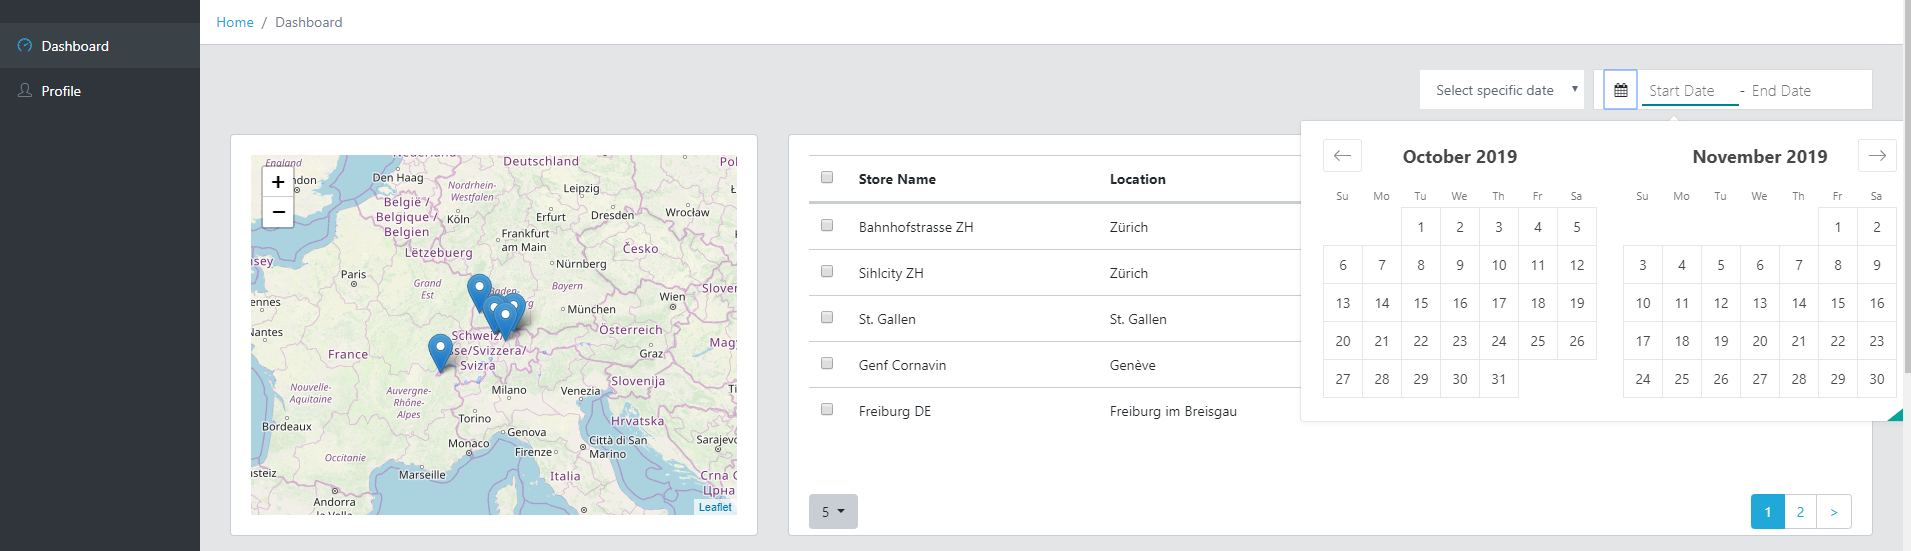 Home / Dashboard
Dashboard
Profile
Select specific date
Start Date - End Date
England
Nederland
Deutschland
Den Haag
Nordrhein-
Westfalen
Leipzig
België /
Belgique /
Belgien
Köln
Erfurt
Dresden
Wrocław
Frankfurt
am Main
Česko
Lëtzebuerg
Nürnberg
Paris
Grand
Est
Baden-
Bayern
Wien
München
Schweiz/
Svizzera/
Svizra
Österreich
France
Graz
Nouvelle-
Aquitaine
Auvergne-
Rhône-
Alpes
Milano
Venezia
Slovenija
Torino
Hrvatska
Bordeaux
Genova
Monaco
Firenze
Città di San
Marino
Occitanie
Marseille
Italia
Andorra
la Vella
Crna
Црна
+
−
Leaflet
Store Name Location
Bahnhofstrasse ZH Zürich
Sihlcity ZH Zürich
St. Gallen St. Gallen
Genf Cornavin Genève
Freiburg DE Freiburg im Breisgau
5
1 2 >
October 2019
Su Mo Tu We Th Fr Sa
1 2 3 4 5
6 7 8 9 10 11 12
13 14 15 16 17 18 19
20 21 22 23 24 25 26
27 28 29 30 31
November 2019
Su Mo Tu We Th Fr Sa
1 2
3 4 5 6 7 8 9
10 11 12 13 14 15 16
17 18 19 20 21 22 23
24 25 26 27 28 29 30